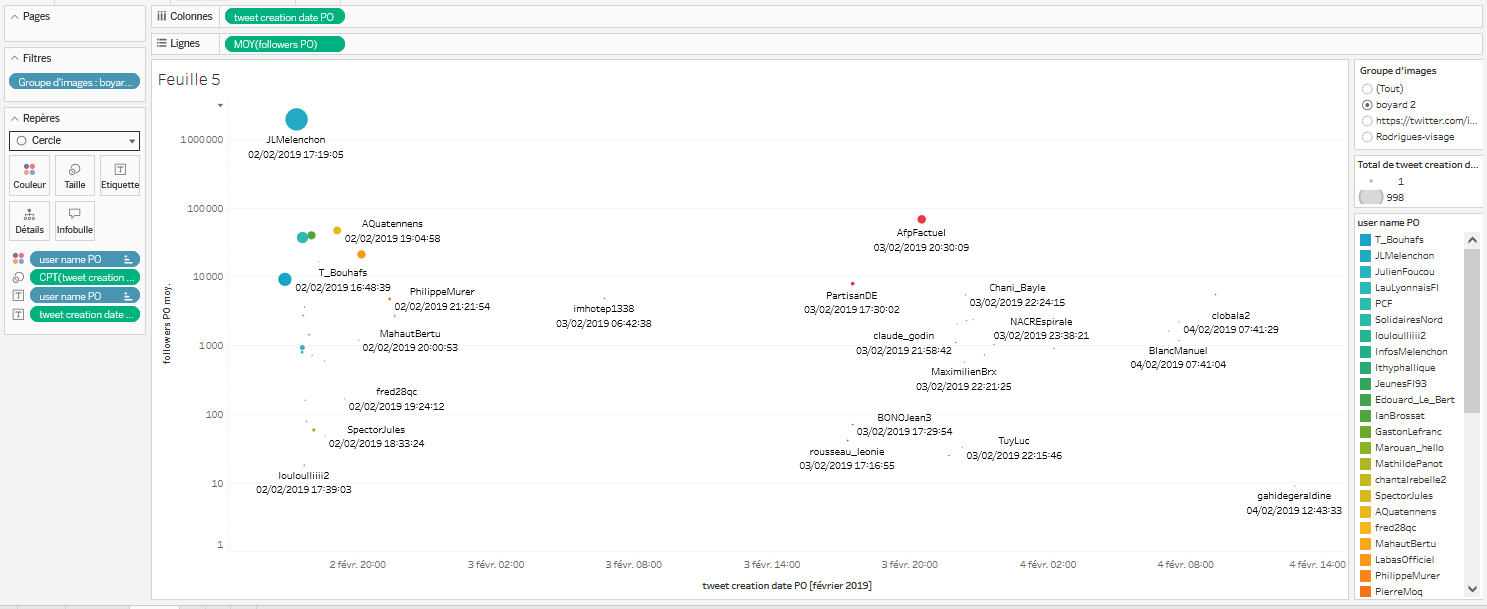 Pages
Colonnes
tweet creation date PO
Lignes
MOY(followers PO)
Filtres
Groupe d'images : boyar...
Repères
Cercle
Couleur
Taille
Etiquette
Détails
Infobulle
user name PO
CPT(tweet creation ...
user name PO
tweet creation date ...
Feuille 5
followers PO moy.
1000000
100000
10000
1000
100
10
1
JLMelenchon
02/02/2019 17:19:05
AQuatennens
02/02/2019 19:04:58
T_Bouhafs
02/02/2019 16:48:39
PhilippeMurer
02/02/2019 21:21:54
MahautBertu
02/02/2019 20:00:53
fred28qc
02/02/2019 19:24:12
SpectorJules
02/02/2019 18:33:24
louloulliiii2
02/02/2019 17:39:03
imhotep1338
03/02/2019 06:42:38
AfpFactuel
03/02/2019 20:30:09
PartisanDE
03/02/2019 17:30:02
Chani_Bayle
03/02/2019 22:24:15
NACREspirale
03/02/2019 23:38:21
claude_godin
03/02/2019 21:58:42
MaximilienBrx
03/02/2019 22:21:25
BONOJean3
03/02/2019 17:29:54
rousseau_leonie
03/02/2019 17:16:55
TuyLuc
03/02/2019 22:15:46
clobala2
04/02/2019 07:41:29
BlancManuel
04/02/2019 07:41:04
gahidegeraldine
04/02/2019 12:43:33
2 févr. 20:00
3 févr. 02:00
3 févr. 08:00
3 févr. 14:00
3 févr. 20:00
4 févr. 02:00
4 févr. 08:00
4 févr. 14:00
tweet creation date PO [février 2019]
Groupe d'images
(Tout)
boyard 2
https://twitter.com/i...
Rodrigues-visage
Total de tweet creation d...
1
998
user name PO
T_Bouhafs
JLMelenchon
JulienFoucou
LauLyonnaisFI
PCF
SolidairesNord
louloulliiii2
InfosMelenchon
Ithyphallique
JeunesFI93
Edouard_Le_Bert
IanBrossat
GastonLefranc
Marouan_hello
MathildePanot
chantalrebelle2
SpectorJules
AQuatennens
fred28qc
MahautBertu
LabasOfficiel
PhilippeMurer
PierreMoq